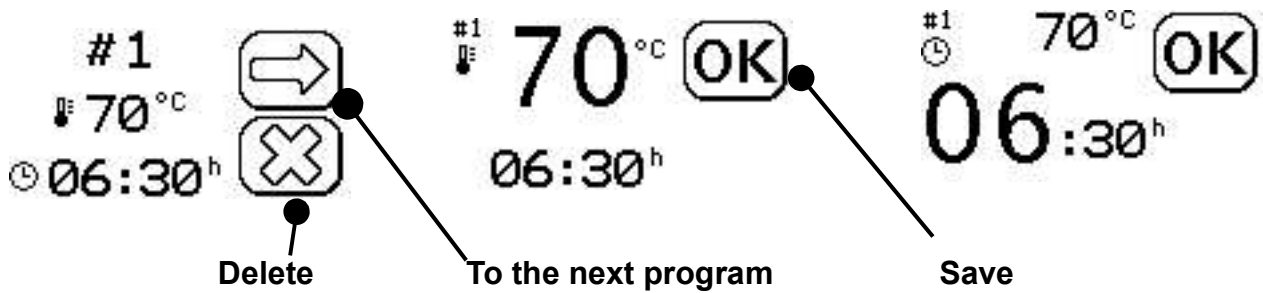 #1
70°C
06:30h
#1
70°C
OK
06:30h
#1
70°C
OK
06:30h
Delete
To the next program
Save